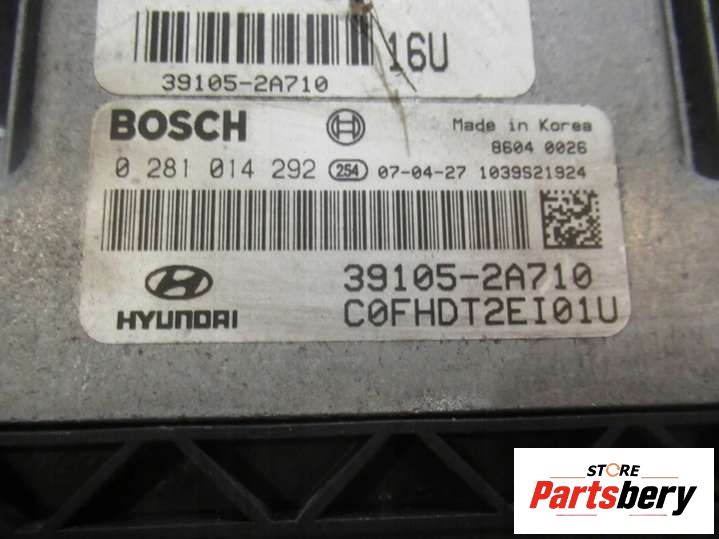 16U
39105-2A710
BOSCH
Made in Korea
8604 0026
0 281 014 292 254 07-04-27 1039S21924
39105-2A710
HYUNDAI
C0FHDT2EI01U
STORE
Partsbery